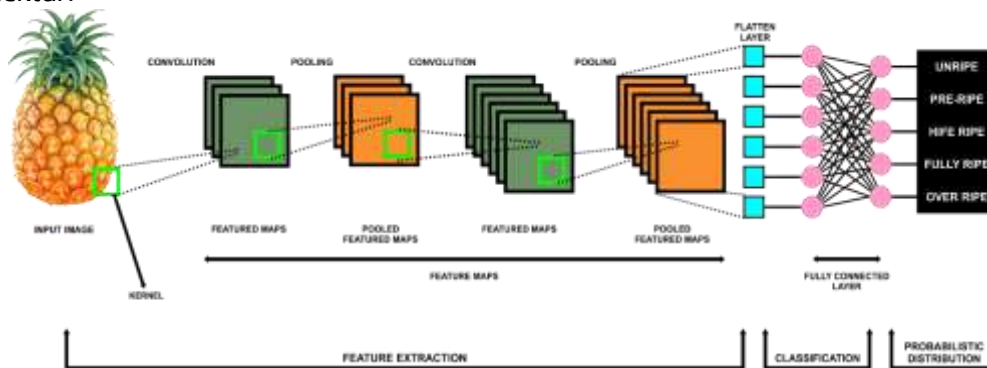 FLATTEN
LAYER
CONVOLUTION
POOLING
CONVOLUTION
POOLING
UNRIPE
PRE-RIPE
HIFE RIPE
FULLY RIPE
OVER RIPE
INPUT IMAGE
FEATURED MAPS
POOLED
FEATURED MAPS
FEATURED MAPS
POOLED
FEATURED MAPS
FEATURE MAPS
FULLY CONNECTED
LAYER
KERNEL
FEATURE EXTRACTION
CLASSIFICATION
PROBABILISTIC
DISTRIBUTION